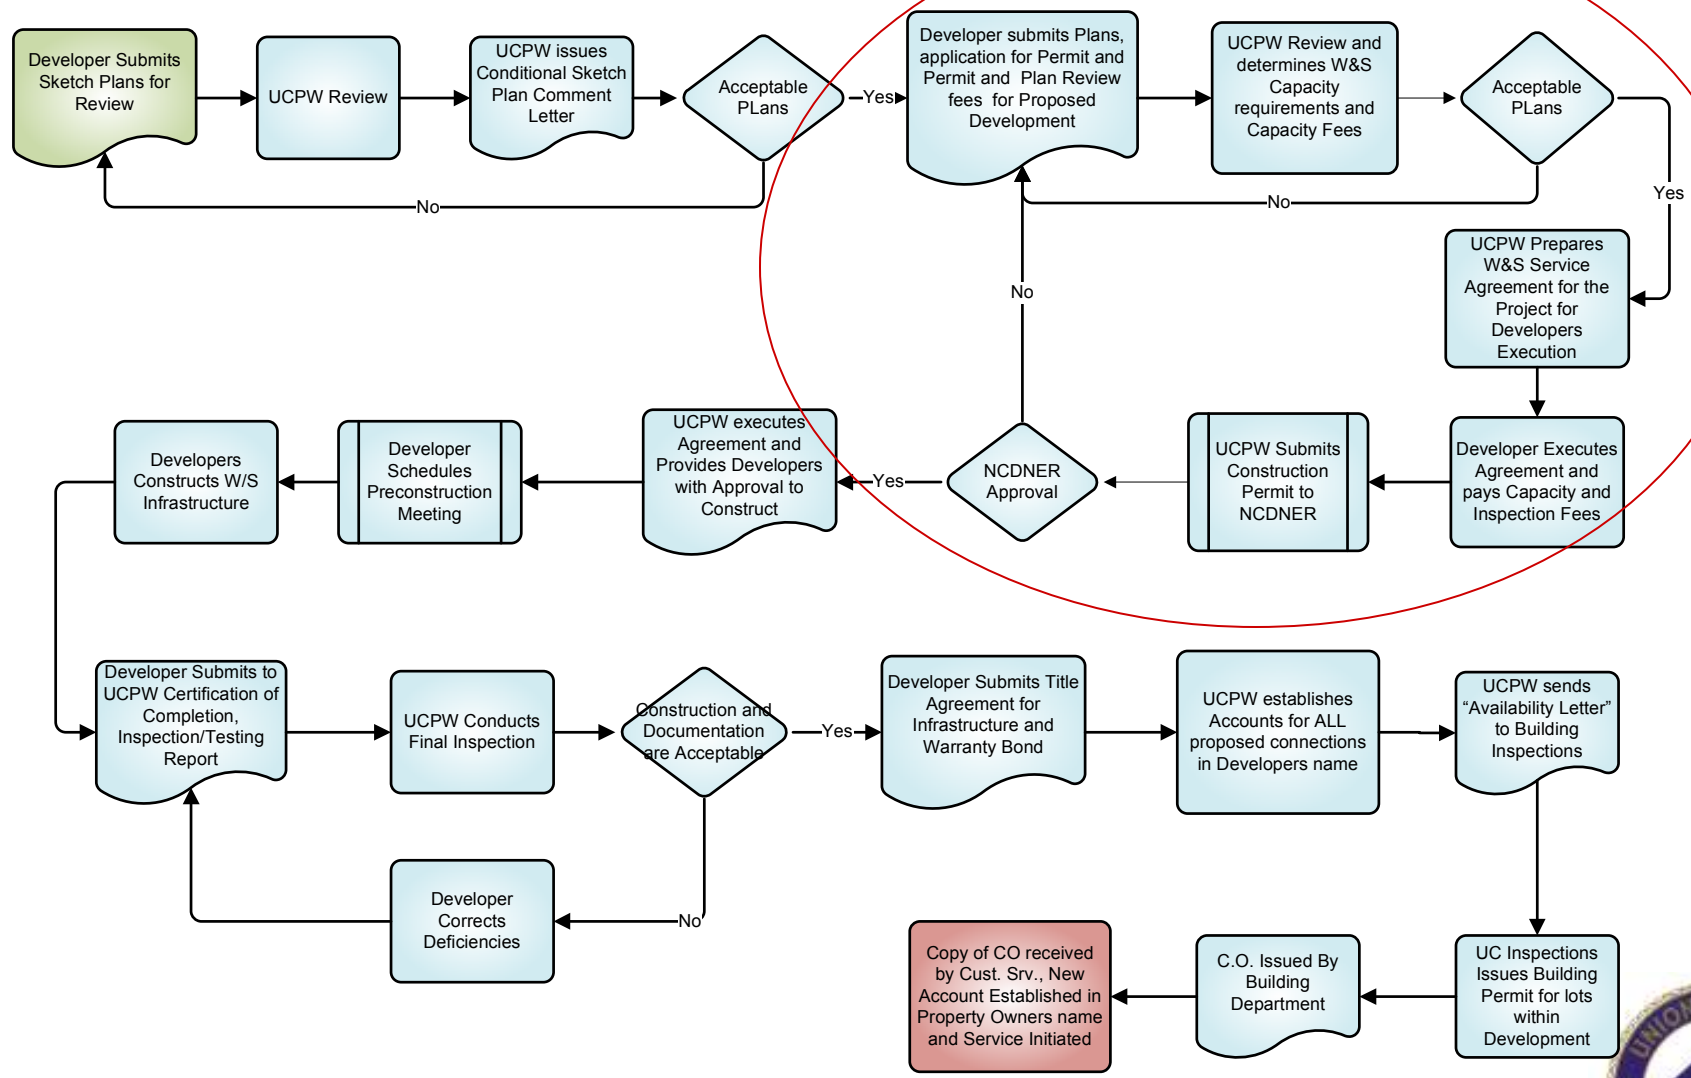 Developer Submits
Sketch Plans for
Review
UCPW Review
UCPW issues
Conditional Sketch
Plan Comment
Letter
Acceptable
PLans
Yes
No
Developer submits Plans,
application for Permit and
Permit and Plan Review
fees for Proposed
Development
UCPW Review and
determines W&S
Capacity
requirements and
Capacity Fees
Acceptable
PLans
Yes
No
UCPW Prepares
W&S Service
Agreement for the
Project for
Developers
Execution
No
Developer Executes
Agreement and
pays Capacity and
Inspection Fees
UCPW Submits
Construction
Permit to
NCDNER
NCDNER
Approval
Yes
UCPW executes
Agreement and
Provides Developers
with Approval to
Construct
Developer
Schedules
Preconstruction
Meeting
Developers
Constructs W/S
Infrastructure
Developer Submits to
UCPW Certification of
Completion,
Inspection/Testing
Report
UCPW Conducts
Final Inspection
Construction and
Documentation
are Acceptable
Yes
No
Developer
Corrects
Deficiencies
Developer Submits Title
Agreement for
Infrastructure and
Warranty Bond
UCPW establishes
Accounts for ALL
proposed connections
in Developers name
UCPW sends
“Availability Letter”
to Building
Inspections
UC Inspections
Issues Building
Permit for lots
within
Development
C.O. Issued By
Building
Department
Copy of CO received
by Cust. Srv., New
Account Established in
Property Owners name
and Service Initiated
UNION